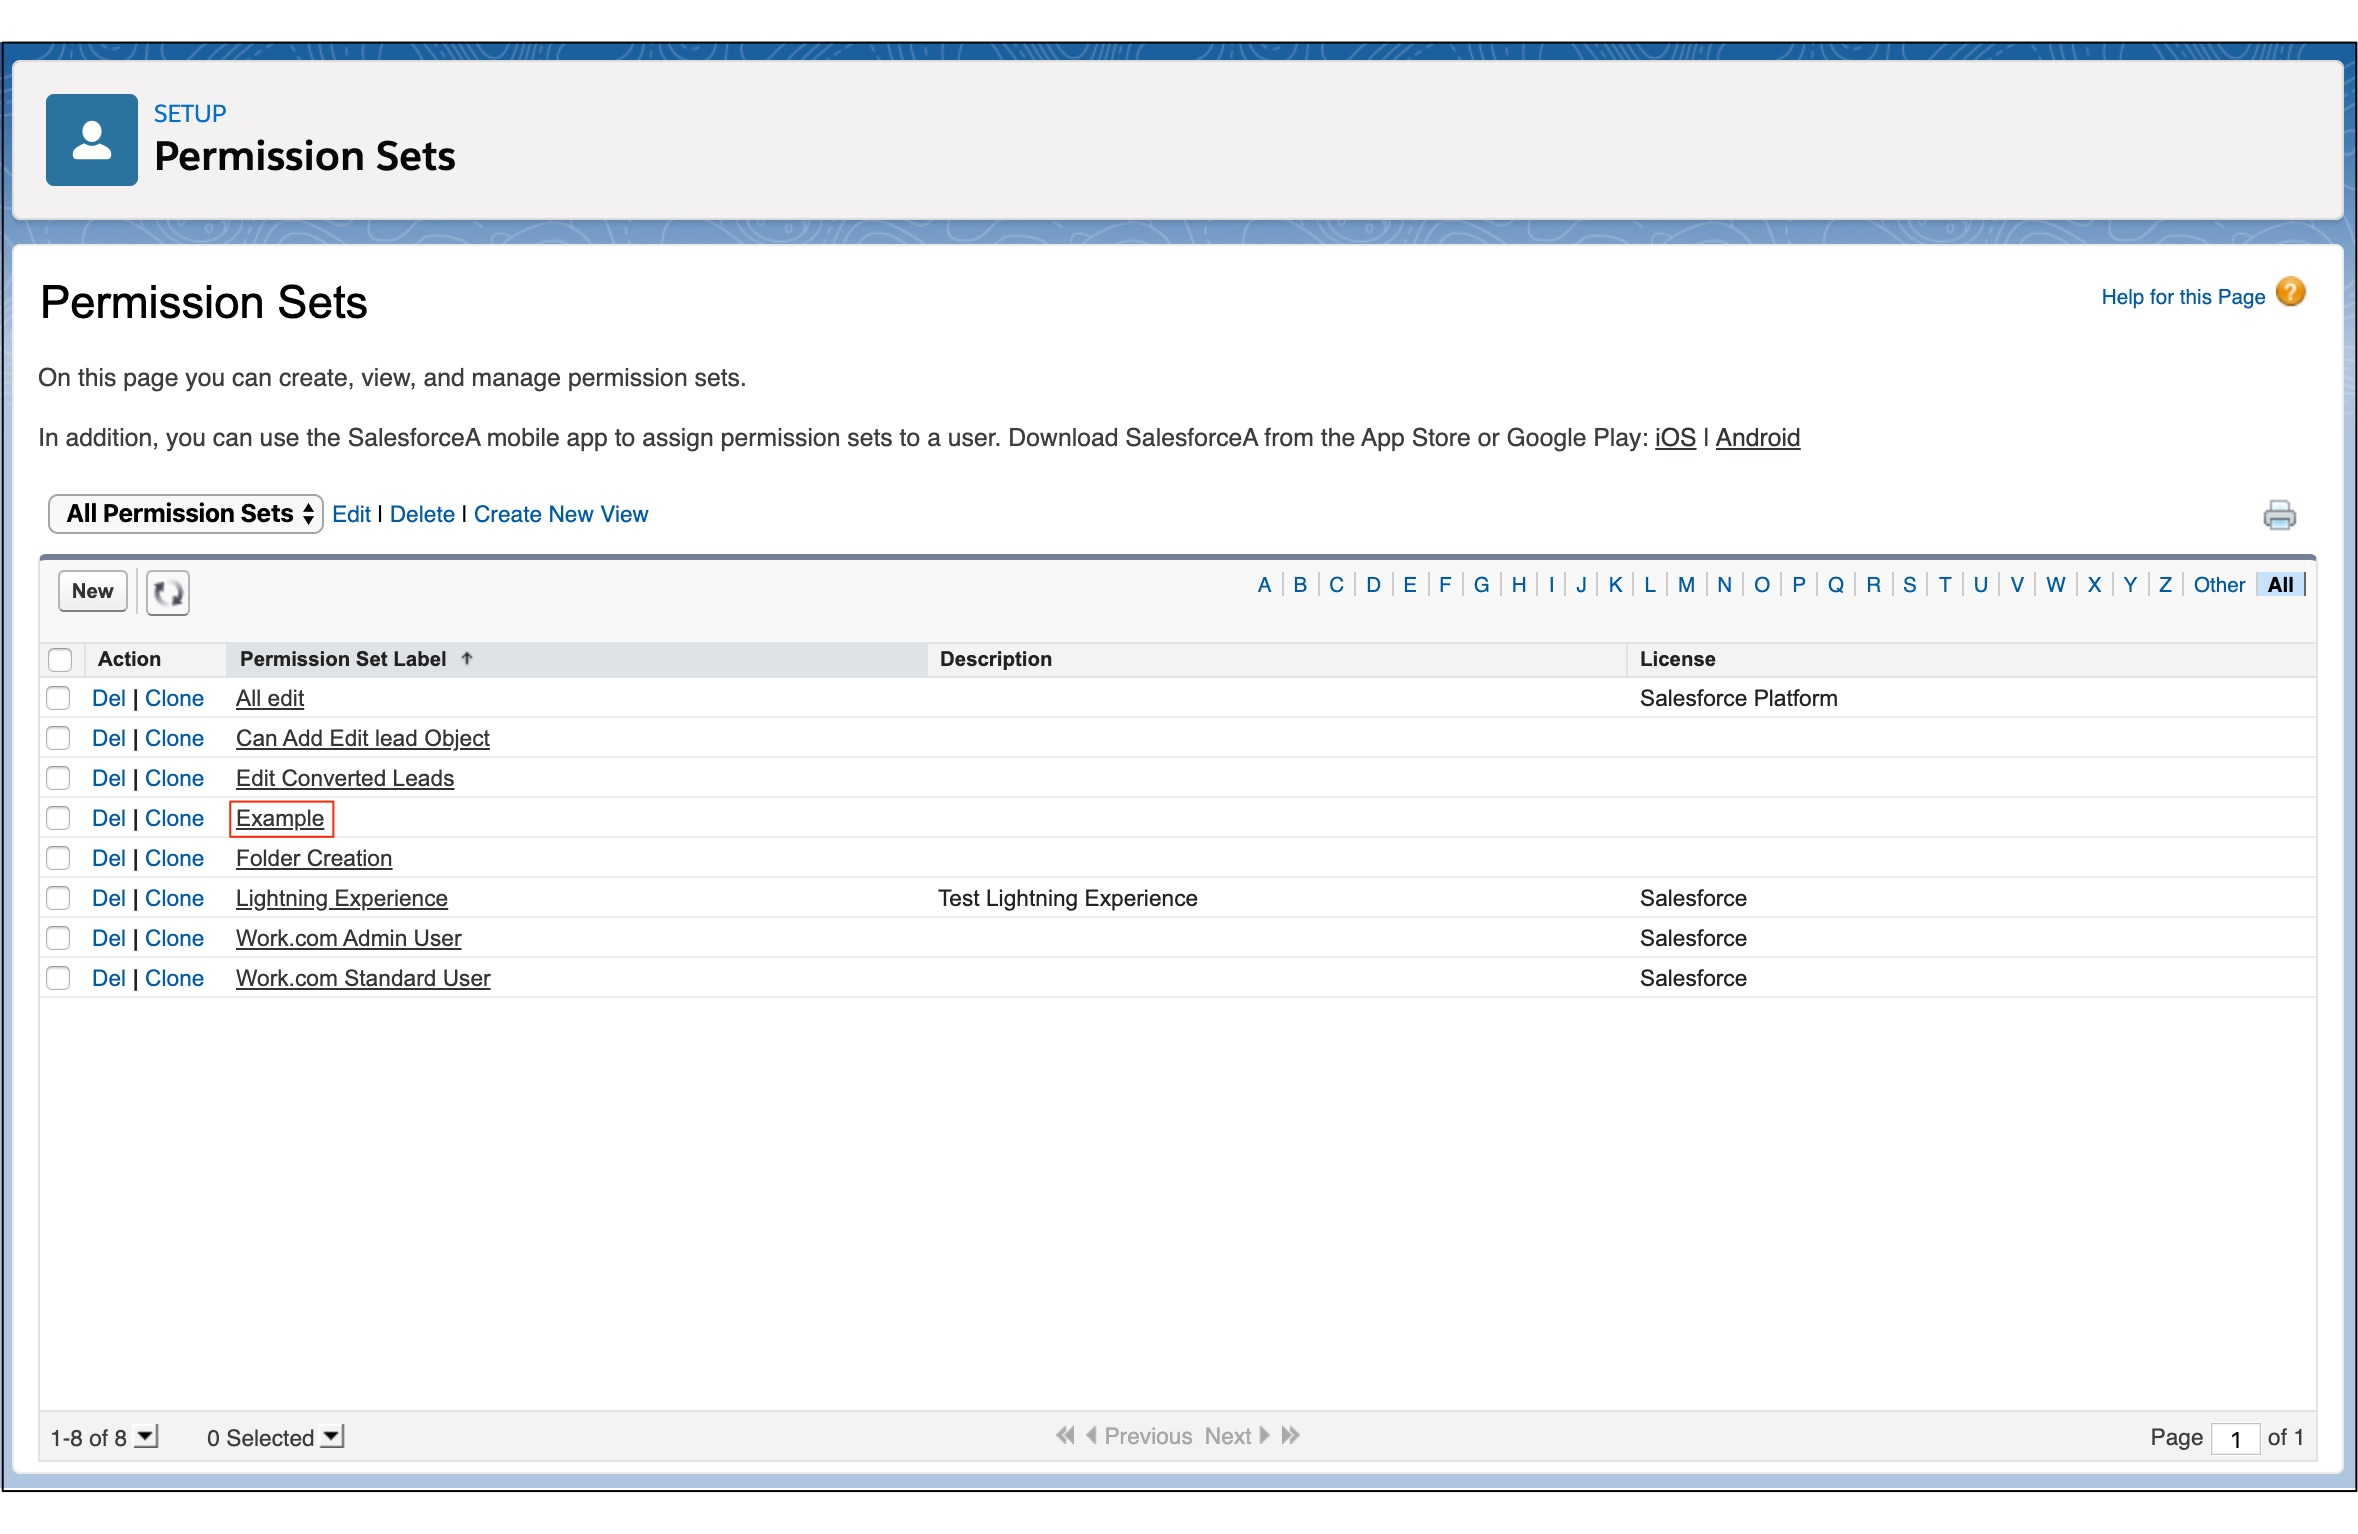 SETUP
Permission Sets
Permission Sets
Help for this Page ?
On this page you can create, view, and manage permission sets.
In addition, you can use the SalesforceA mobile app to assign permission sets to a user. Download SalesforceA from the App Store or Google Play: iOS | Android
All Permission Sets Edit | Delete | Create New View
New A | B | C | D | E | F | G | H | I | J | K | L | M | N | O | P | Q | R | S | T | U | V | W | X | Y | Z | Other | All |
Action Permission Set Label ↑ Description License
Del | Clone All edit Salesforce Platform
Del | Clone Can Add Edit lead Object
Del | Clone Edit Converted Leads
Del | Clone Example
Del | Clone Folder Creation
Del | Clone Lightning Experience Test Lightning Experience Salesforce
Del | Clone Work.com Admin User Salesforce
Del | Clone Work.com Standard User Salesforce
1-8 of 8 0 Selected Previous Next Page 1 of 1